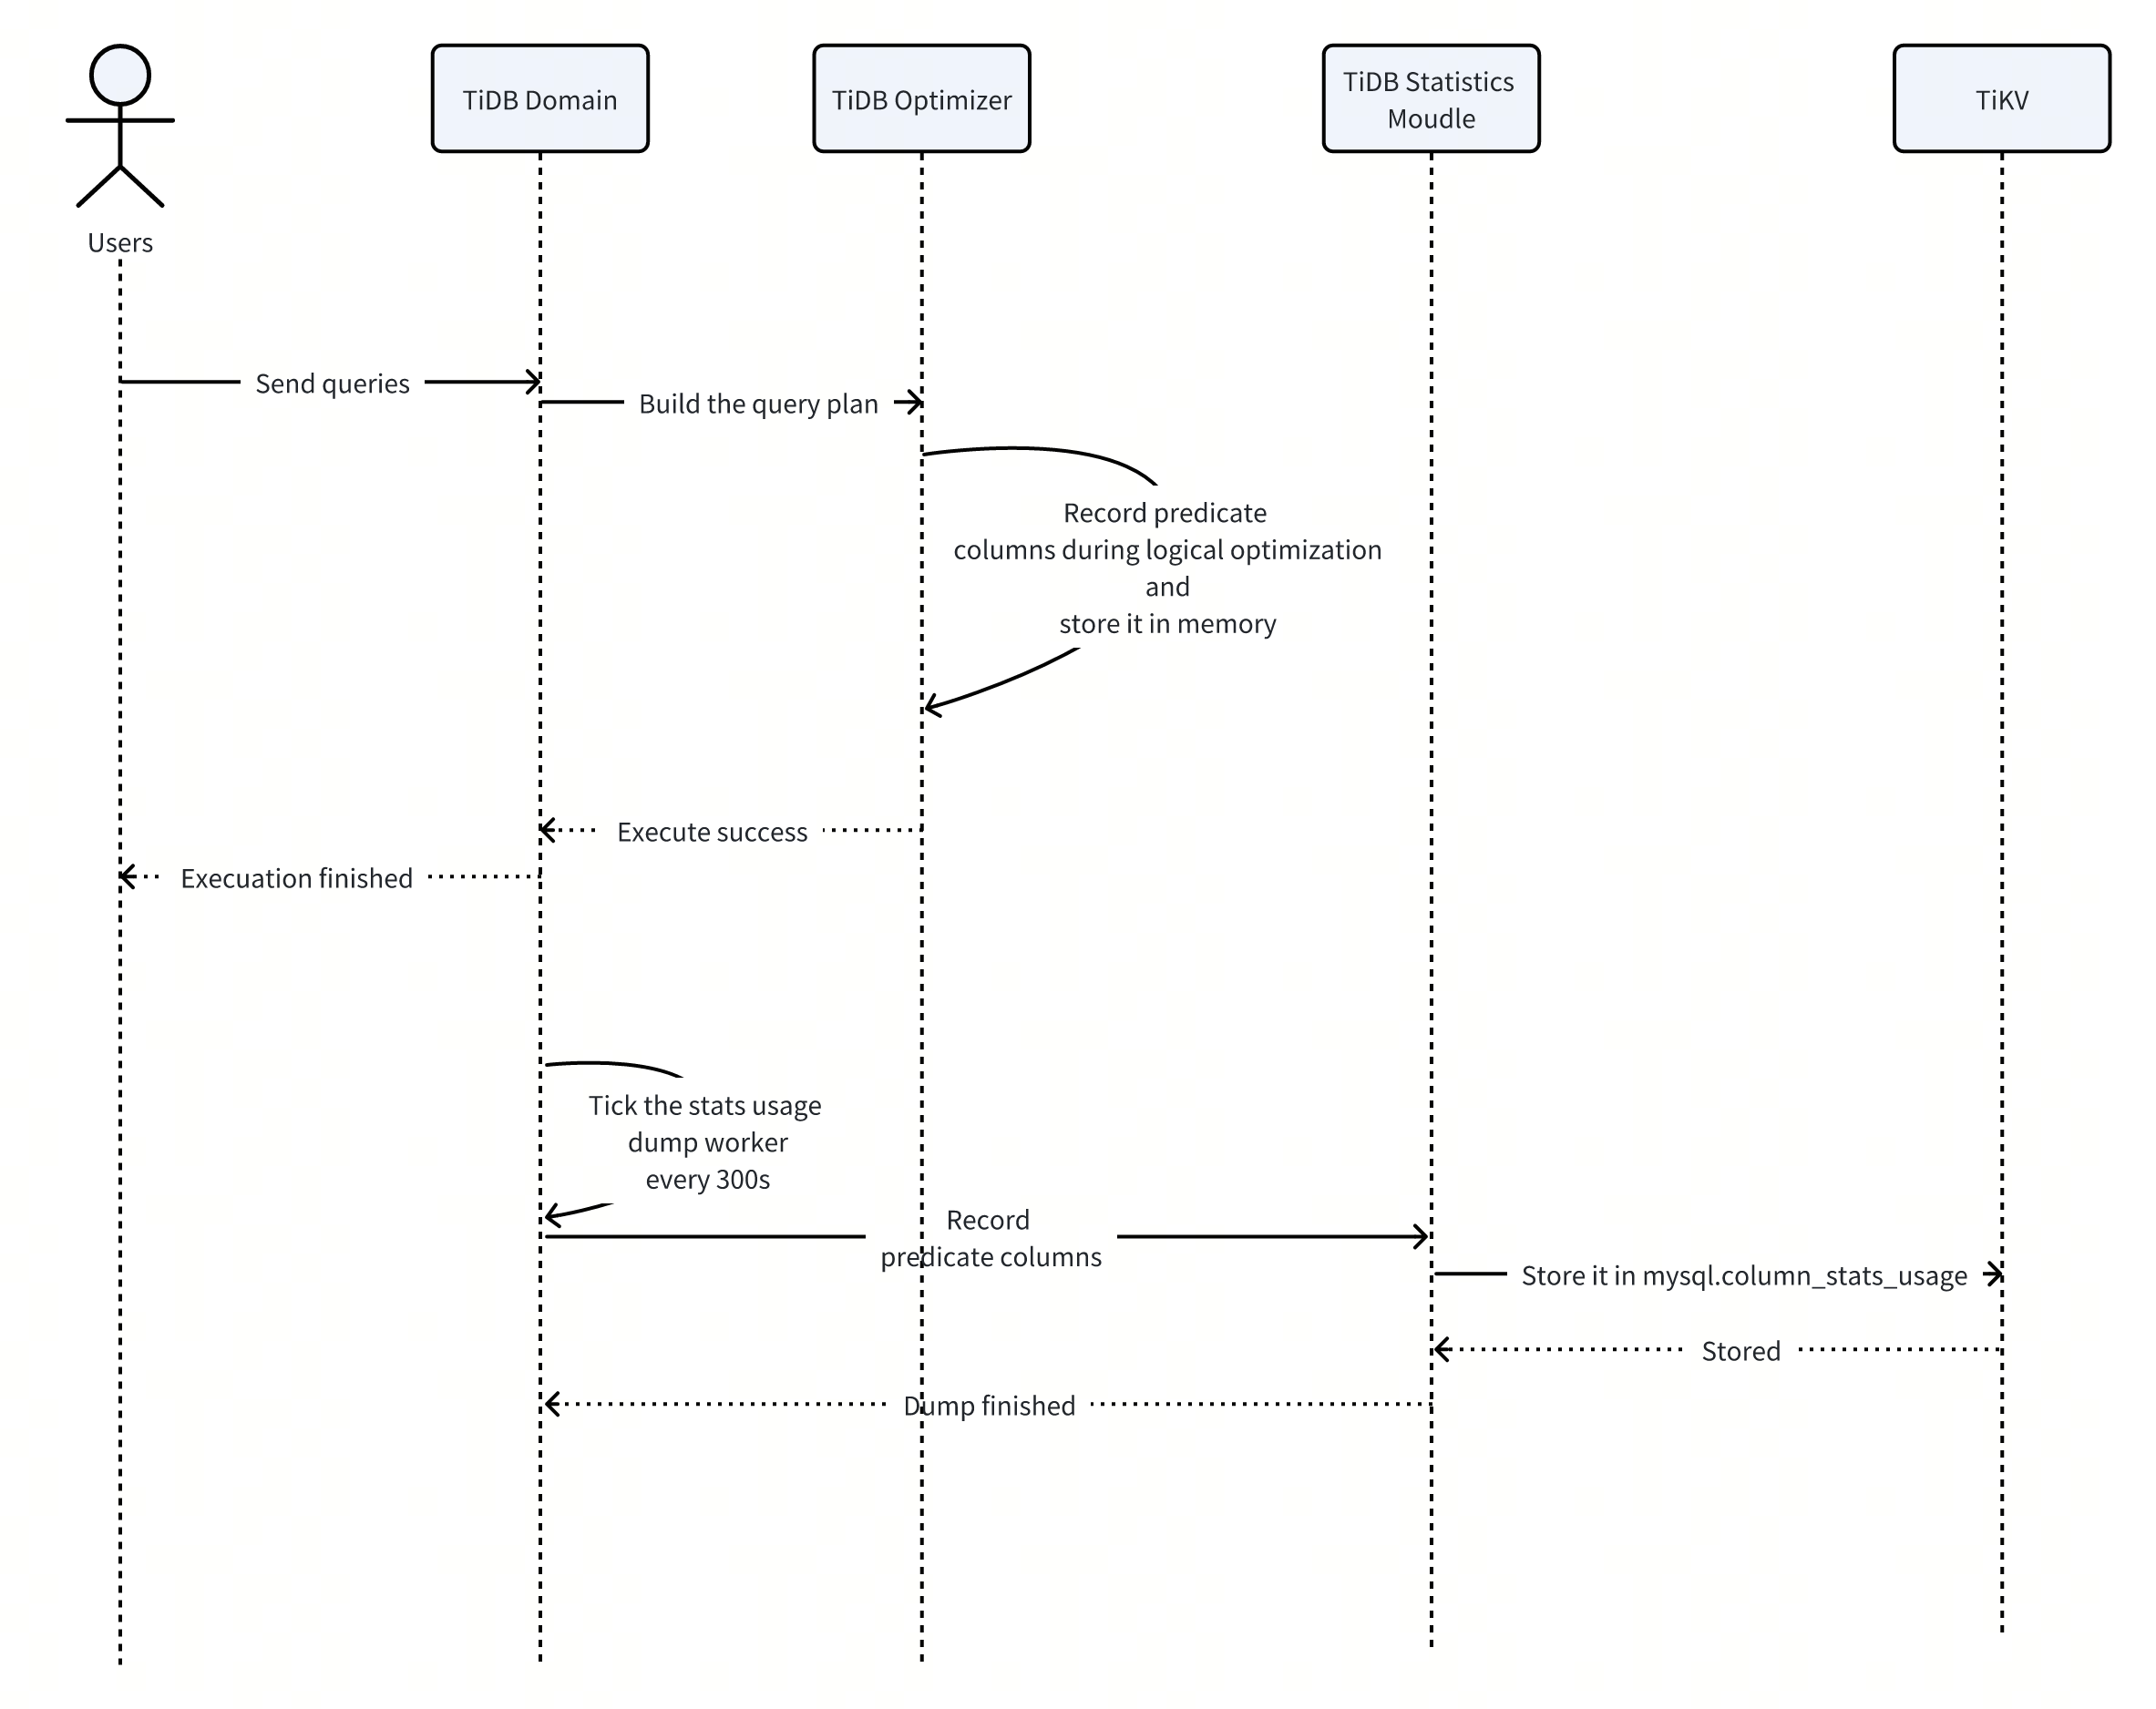 TiDB Domain
TiDB Optimizer
TiDB Statistics
Moudle
TiKV
Users
Send queries
Build the query plan
Record predicate
columns during logical optimization
and
store it in memory
Execute success
Execuation finished
Tick the stats usage
dump worker
every 300s
Record
predicate columns
Store it in mysql.column_stats_usage
Stored
Dump finished